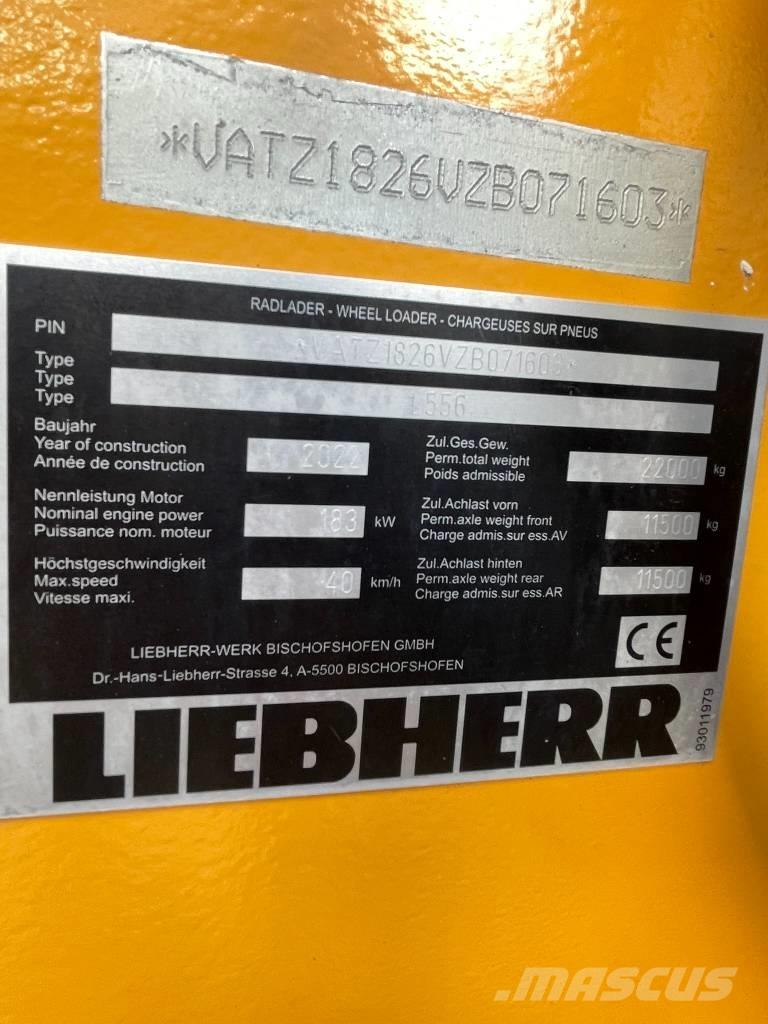 *VATZ1826VZB071603*
RADLADER - WHEEL LOADER - CHARGEUSES SUR PNEUS
PIN *VATZ1826VZB071603*
Type
Type
Type L556
Baujahr
Year of construction 2022
Année de construction
Zul.Ges.Gew.
Perm.total weight 22000 kg
Poids admissible
Nennleistung Motor
Nominal engine power 183 kW
Puissance nom. moteur
Zul.Achlast vorn
Perm.axle weight front 11500 kg
Charge admis.sur ess.AV
Höchstgeschwindigkeit
Max.speed 40 km/h
Vitesse maxi.
Zul.Achlast hinten
Perm.axle weight rear 11500 kg
Charge admis.sur ess.AR
LIEBHERR-WERK BISCHOFSHOFEN GMBH
Dr.-Hans-Liebherr-Strasse 4, A-5500 BISCHOFSHOFEN
CE
LIEBHERR
93011979
MASCUS